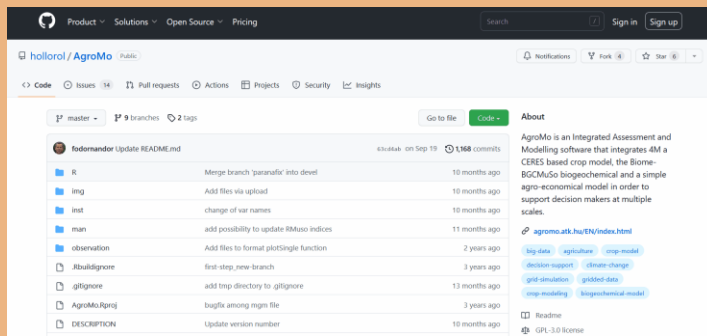 Product Solutions Open Source Pricing Search / Sign in Sign up
hollorol / AgroMo Public Notifications Fork 4 Star 6
<> Code Issues 14 Pull requests Actions Projects Security Insights
master 9 branches 2 tags Go to file Code
About
AgroMo is an Integrated Assessment and
Modelling software that integrates 4M a
CERES based crop model, the Biome-
BGCMuSo biogeochemical and a simple
agro-economical model in order to
support decision makers at multiple
scales.
agromo.atk.hu/EN/index.html
big-data agriculture crop-model
decision-support climate-change
grid-simulation gridded-data
crop-modeling biogeochemical-model
Readme
GPL-3.0 license
fodornandor Update README.md on Sep 19 1,168 commits
R Merge branch 'paranafix' into devel 10 months ago
img Add files via upload 10 months ago
inst change of var names 10 months ago
man add possibility to update RMuso indices 11 months ago
observation Add files to format plotSingle function 2 years ago
.Rbuildignore first-step_new-branch 3 years ago
.gitignore add tmp directory to .gitignore 13 months ago
AgroMo.Rproj bugfix among mgm file 3 years ago
DESCRIPTION Update version number 10 months ago